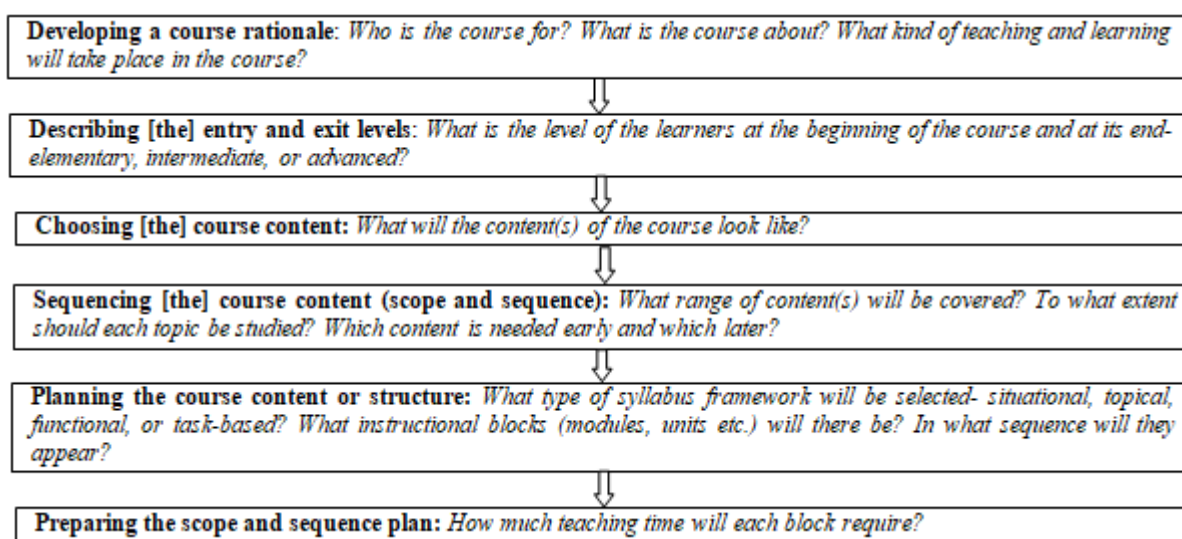 Developing a course rationale: Who is the course for? What is the course about? What kind of teaching and learning
will take place in the course?
Describing [the] entry and exit levels: What is the level of the learners at the beginning of the course and at its end-
elementary, intermediate, or advanced?
Choosing [the] course content: What will the content(s) of the course look like?
Sequencing [the] course content (scope and sequence): What range of content(s) will be covered? To what extent
should each topic be studied? Which content is needed early and which later?
Planning the course content or structure: What type of syllabus framework will be selected- situational, topical,
functional, or task-based? What instructional blocks (modules, units etc.) will there be? In what sequence will they
appear?
Preparing the scope and sequence plan: How much teaching time will each block require?